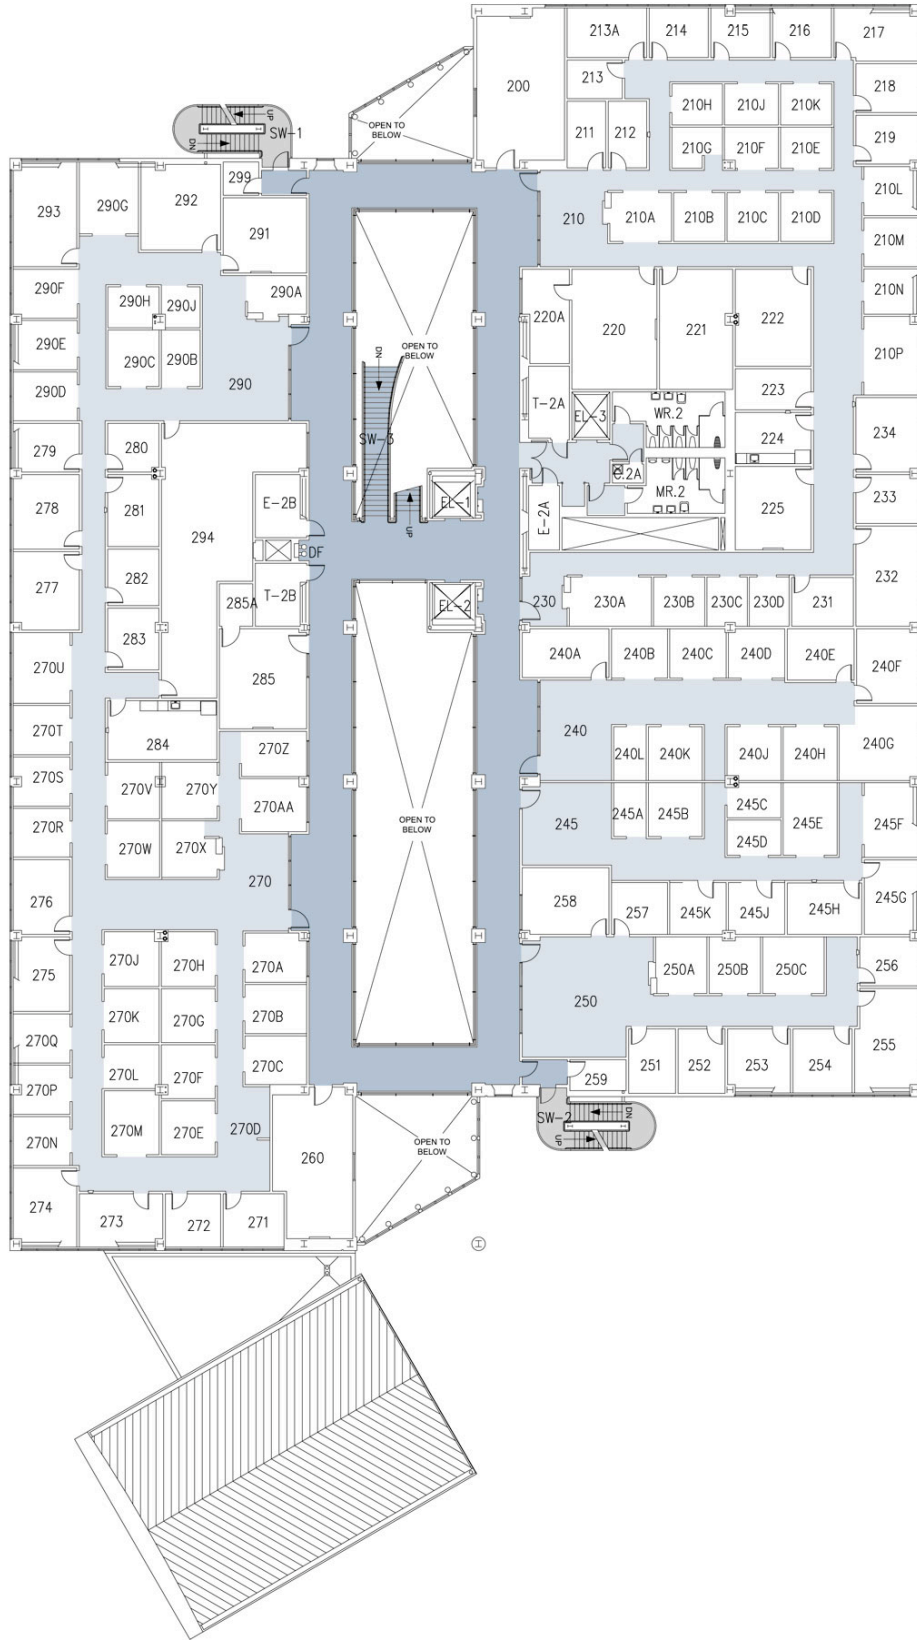 213A 214 215 216 217
200 213 218
211 212 210H 210J 210K
OPEN TO
BELOW
UP
SW-1
DN
210G 210F 210E 219
299
293 290G 292 291
210 210A 210B 210C 210D 210L
210M
290F 290H 290J 290A
210N
220A 220 221 222
290E 290C 290B
210P
OPEN TO
BELOW
DN
290D 290
T-2A EL-3 WR.2 223
279 280 SW-3
224 234
278 281 294 E-2B EL-1
C.2A MR.2 225 233
UP
E-2A
DF
277 282 285A T-2B EL-2
232
230 230A 230B 230C 230D 231
283
270U 285
240A 240B 240C 240D 240E 240F
270T 284 270Z
240 240L 240K 240J 240H 240G
270S 270V 270Y 270AA
245 245A 245B 245C 245E 245F
245D
OPEN TO
BELOW
270R 270W 270X
276 270
258 257 245K 245J 245H 245G
275 270J 270H 270A
250 250A 250B 250C 256
270K 270G 270B
255
270Q
270L 270F 270C
251 252 253 254
270P
259
270M 270E 270D
SW-2
DN
UP
270N
260
OPEN TO
BELOW
274 273 272 271